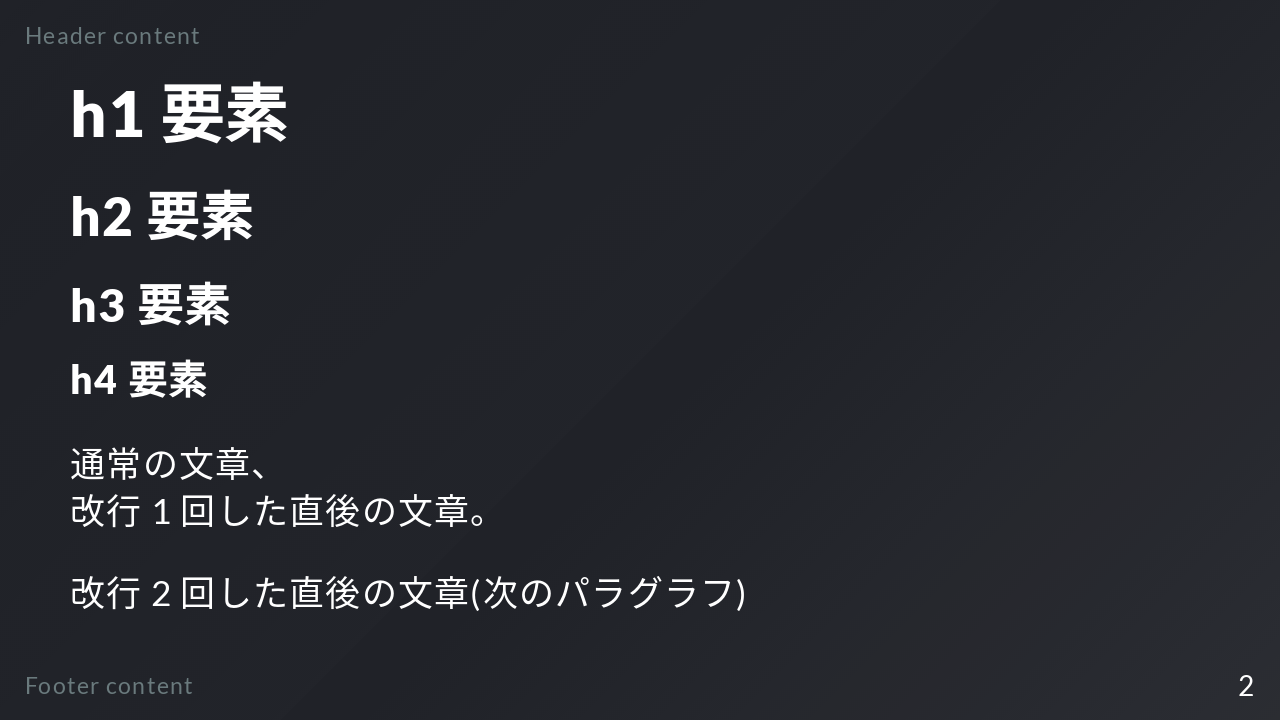 Header content
h1 要素
h2 要素
h3 要素
h4 要素
通常の文章、
改行 1 回した直後の文章。
改行 2 回した直後の文章(次のパラグラフ)
Footer content
2